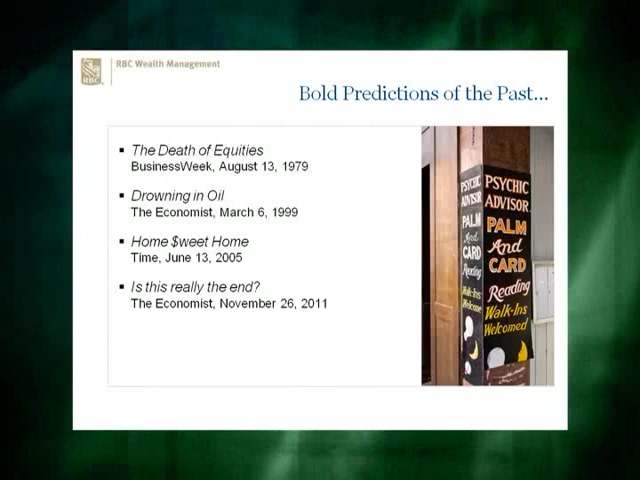 RBC
RBC Wealth Management
Bold Predictions of the Past...
The Death of Equities
BusinessWeek, August 13, 1979
Drowning in Oil
The Economist, March 6, 1999
Home $weet Home
Time, June 13, 2005
Is this really the end?
The Economist, November 26, 2011
PSYCHIC
ADVISOR
PALM
And
CARD
Reading
Walk-Ins
Welcome
PSYCHIC
ADVISOR
PALM
And
CARD
Reading
Walk-Ins
Welcomed